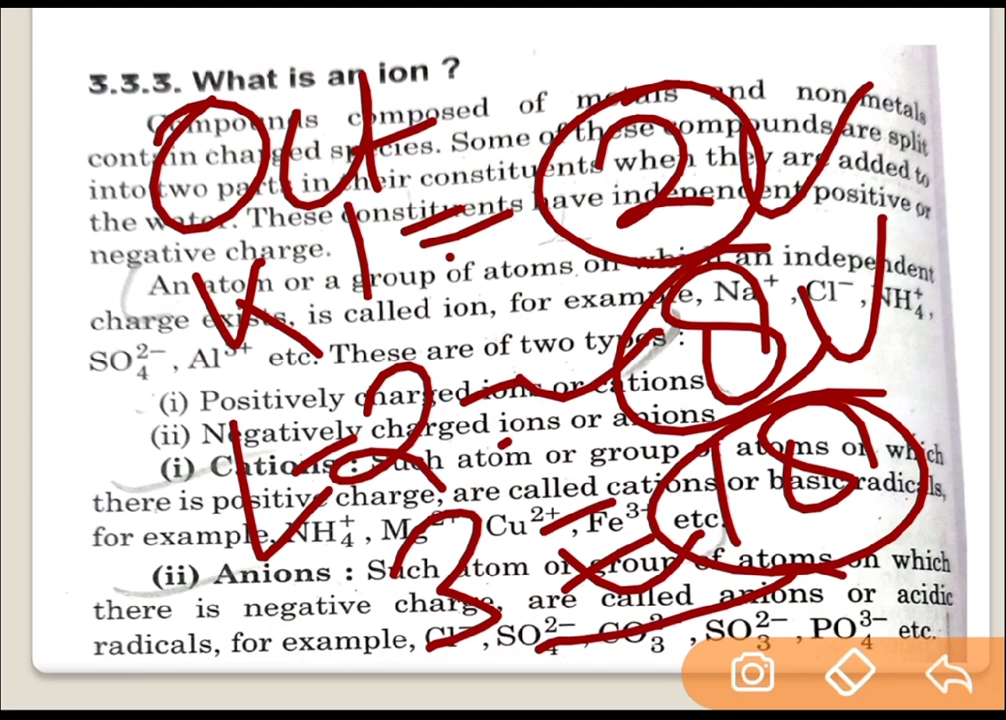 3.3.3. What is an ion ?
Compounds composed of metals and non metals
contain charged species. Some of these compounds are split
into two parts in their constituents when they are added to
the water. These constituents have independent positive or
negative charge.
An atom or a group of atoms on which an independent
charge exists, is called ion, for example, Na⁺ , Cl⁻ , NH₄⁺ ,
SO₄²⁻ , Al³⁺ etc. These are of two types :
(i) Positively charged ions or cations
(ii) Negatively charged ions or anions
(i) Cations : Such atom or group of atoms on which
there is positive charge, are called cations or basic radicals,
for example, NH₄⁺ , Mg²⁺ , Cu²⁺ , Fe³⁺ etc.
(ii) Anions : Such atom or group of atoms on which
there is negative charge, are called anions or acidic
radicals, for example, Cl⁻ , SO₄²⁻ , CO₃²⁻ , SO₃²⁻ , PO₄³⁻ etc.
Out
K 1 = 2
L 2 8
3 18